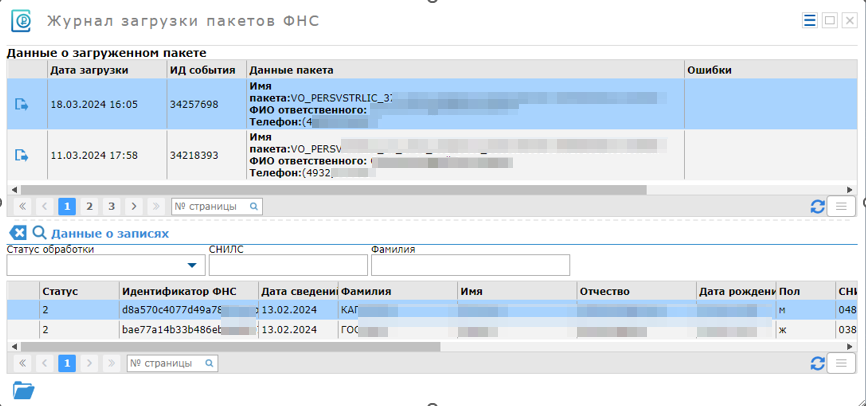 Журнал загрузки пакетов ФНС
Данные о загруженном пакете
Дата загрузки ИД события Данные пакета Ошибки
18.03.2024 16:05 34257698
Имя
пакета:VO_PERSVSTRLIC_3
ФИО ответственного:
Телефон:(4
11.03.2024 17:58 34218393
Имя
пакета:VO_PERSV
ФИО ответственного:
Телефон:(4932)
1 2 3 № страницы
Данные о записях
Статус обработки СНИЛС Фамилия
Статус Идентификатор ФНС Дата сведени Фамилия Имя Отчество Дата рождени Пол СНИ
2 d8a570c4077d49a78 13.02.2024 КАГ м 048
2 bae77a14b33b486eb 13.02.2024 ГОС ж 038
1 № страницы